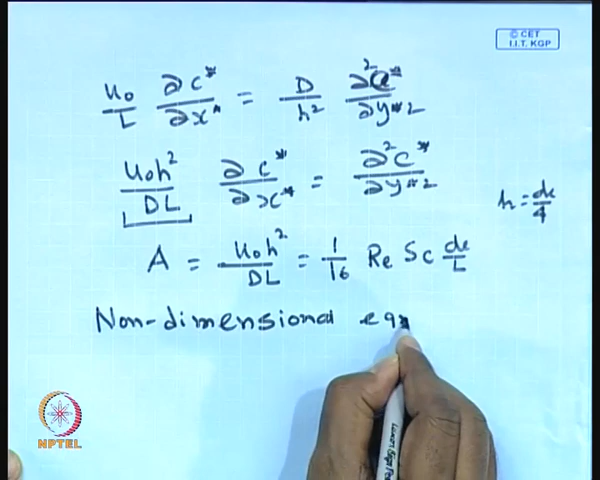 © CET
I.I.T. KGP
u₀/L ∂c*/∂x* = D/h² ∂²c*/∂y*²
u₀h²/DL ∂c*/∂x* = ∂²c*/∂y*²
h = de/4
A = u₀h²/DL = 1/16 Re Sc de/L
Non-dimensional eqn
NPTEL